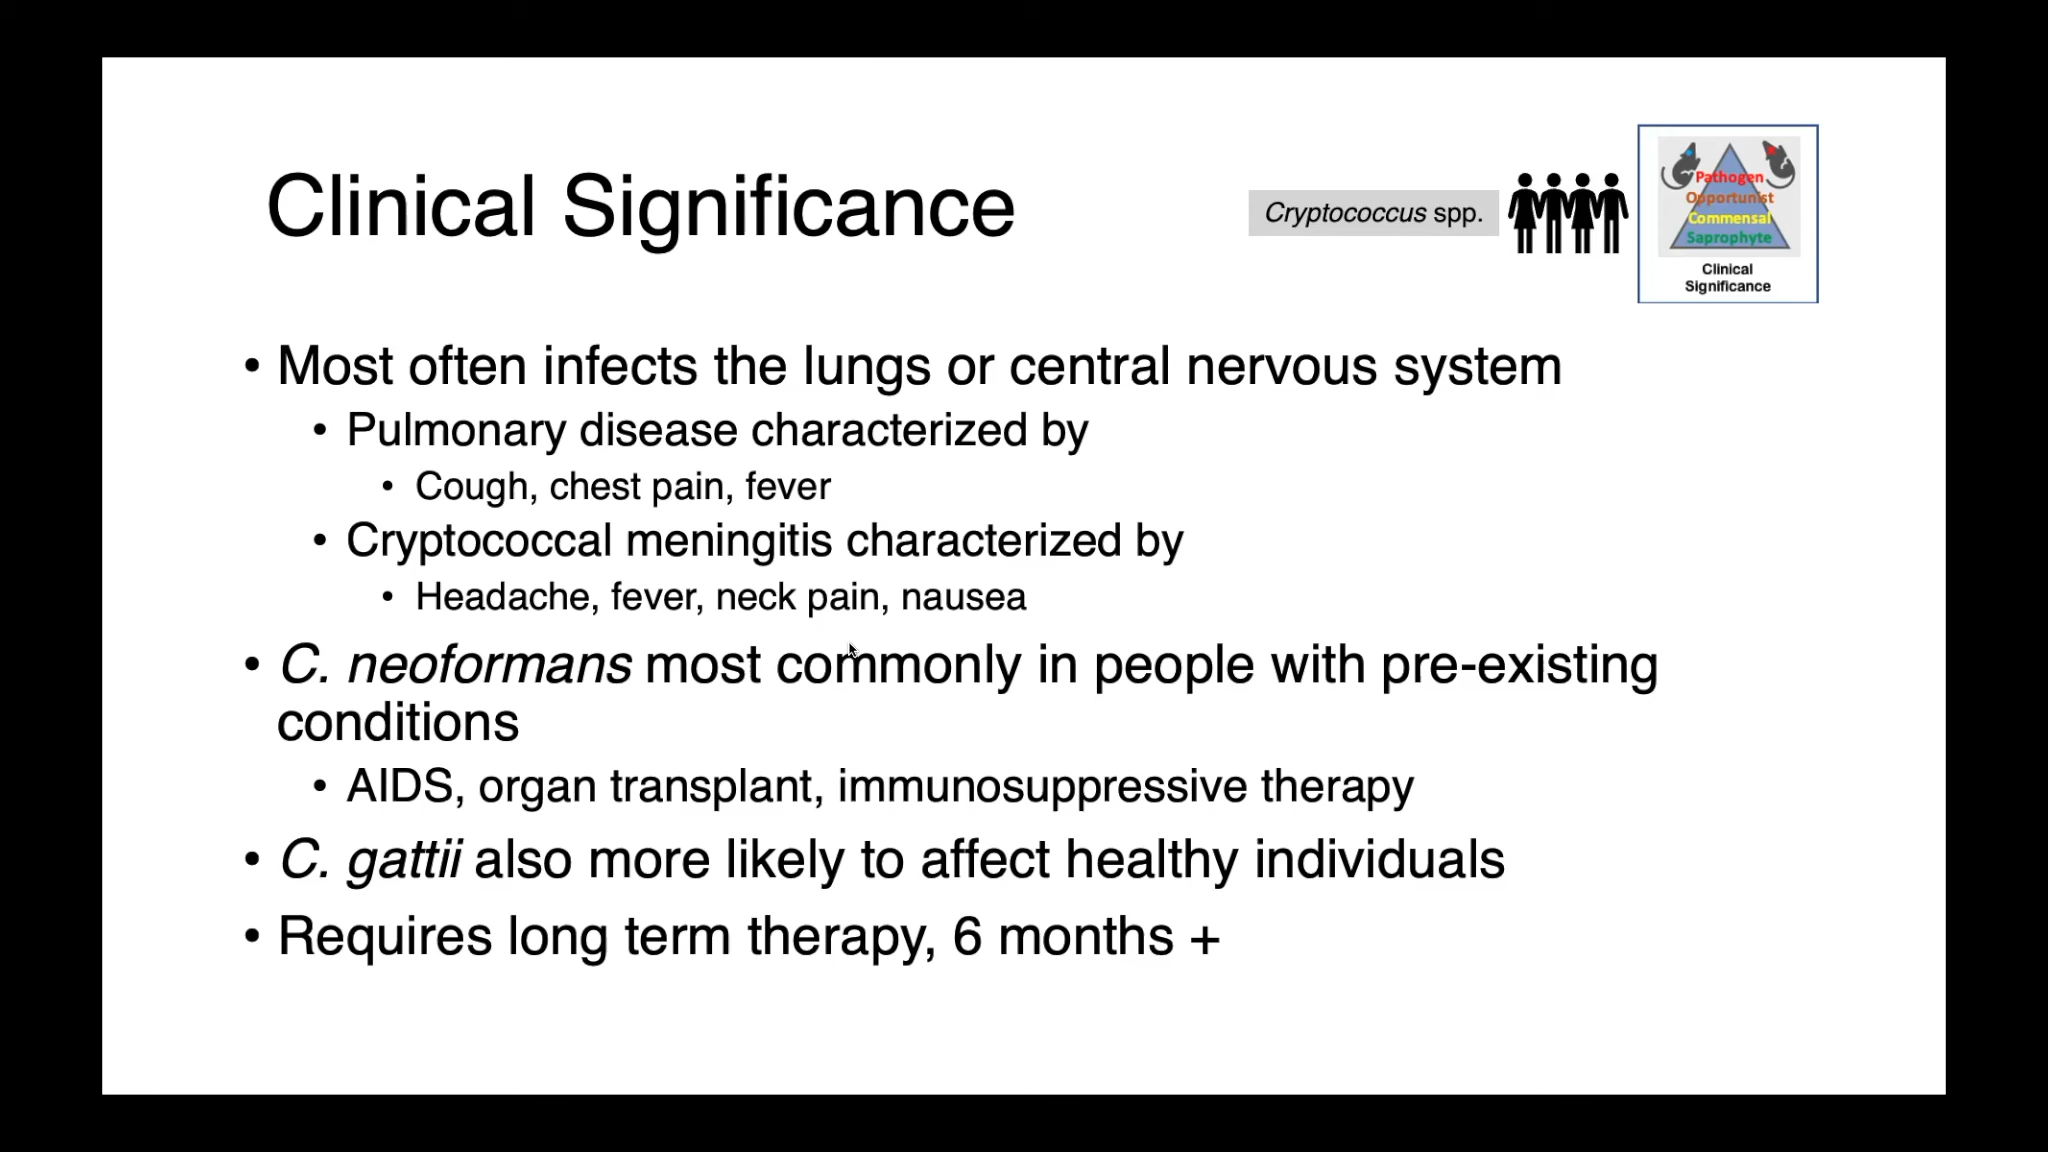 Clinical Significance
Cryptococcus spp.
Pathogen
Opportunist
Commensal
Saprophyte
Clinical
Significance
• Most often infects the lungs or central nervous system
• Pulmonary disease characterized by
• Cough, chest pain, fever
• Cryptococcal meningitis characterized by
• Headache, fever, neck pain, nausea
• C. neoformans most commonly in people with pre-existing
conditions
• AIDS, organ transplant, immunosuppressive therapy
• C. gattii also more likely to affect healthy individuals
• Requires long term therapy, 6 months +